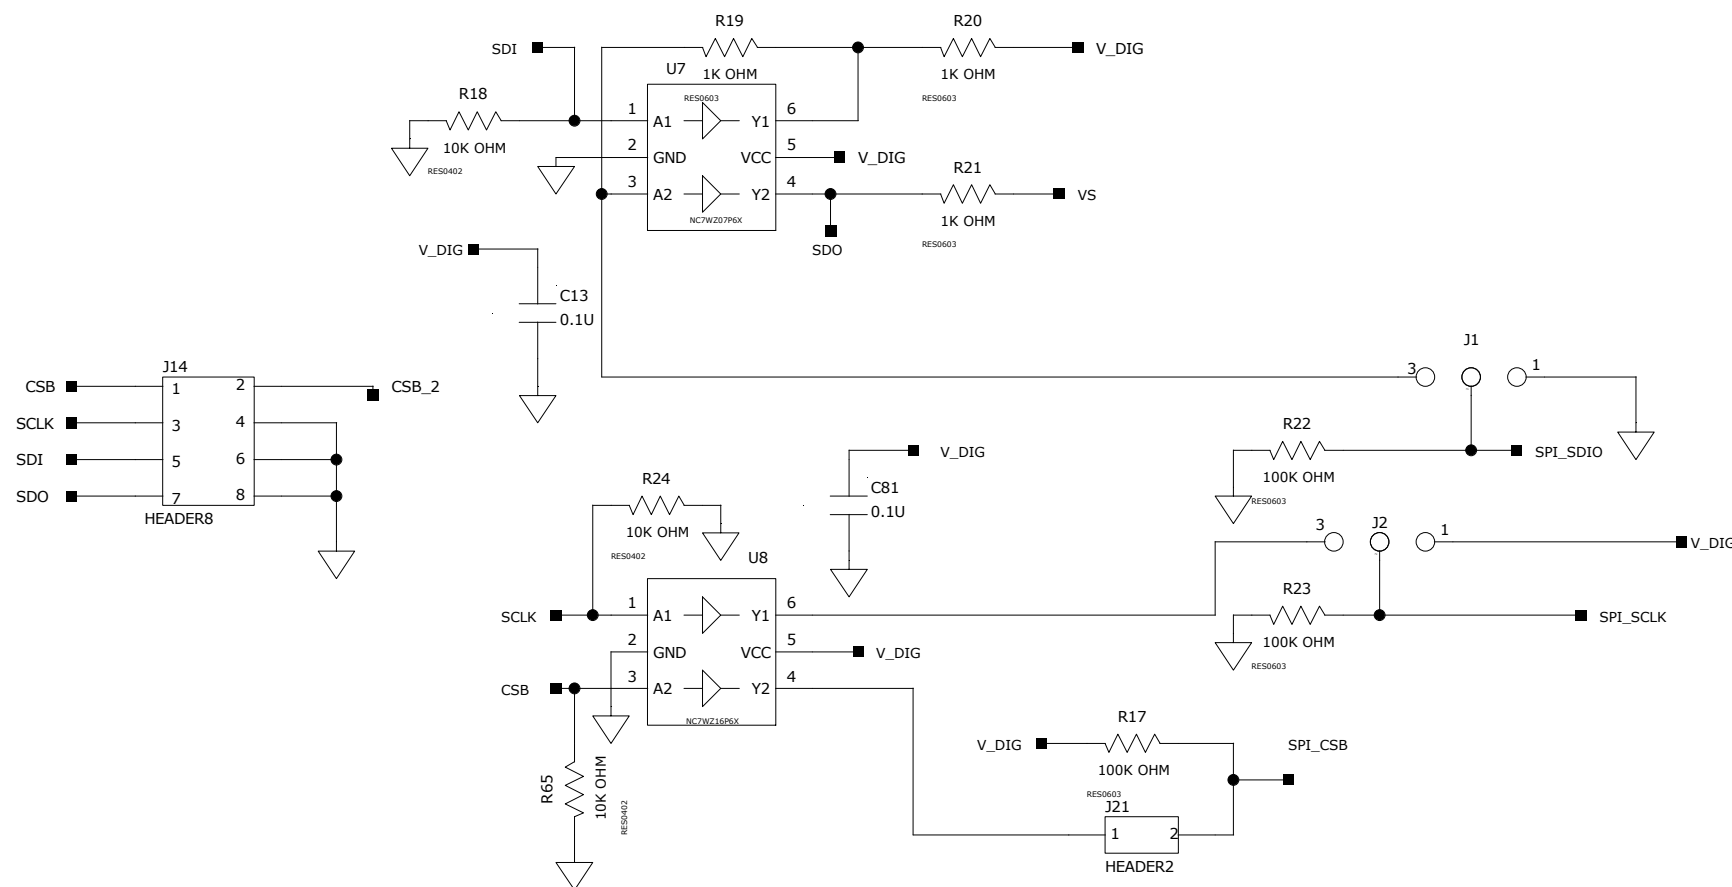 R19
R20
SDI
V_DIG
U7
1K OHM
1K OHM
R18
RES0603
RES0603
1
A1
Y1
6
10K OHM
2
GND
VCC
5
V_DIG
RES0402
R21
3
A2
Y2
4
VS
NC7WZ07P6X
1K OHM
V_DIG
SDO
RES0603
C13
0.1U
J1
J14
3
1
CSB
1
2
CSB_2
SCLK
3
4
R22
V_DIG
SPI_SDIO
SDI
5
6
100K OHM
R24
C81
SDO
7
8
RES0603
0.1U
HEADER8
10K OHM
3
J2
1
V_DIG
RES0402
U8
R23
SCLK
1
A1
Y1
6
SPI_SCLK
100K OHM
2
GND
VCC
5
V_DIG
RES0603
CSB
3
A2
Y2
4
NC7WZ16P6X
R17
V_DIG
SPI_CSB
100K OHM
R65
10K OHM
RES0402
RES0603
J21
1
2
HEADER2